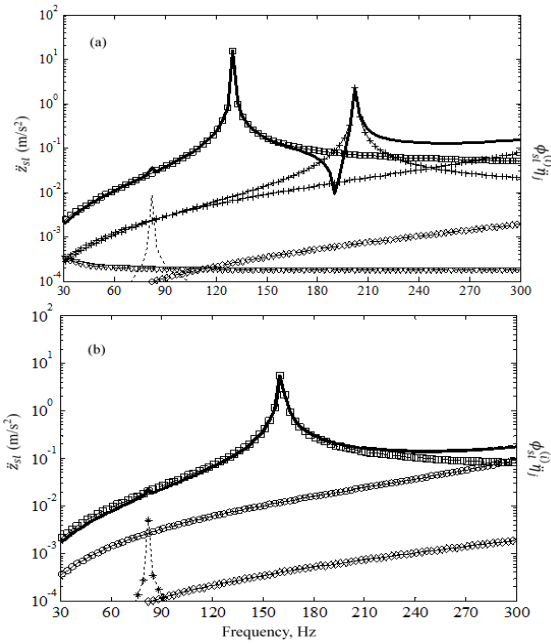 (a)
10²
10¹
10⁰
10⁻¹
10⁻²
10⁻³
10⁻⁴
z̈ₛₗ (m/s²)
ϕₛₗ⁽ʲ⁾η̈ⱼ
30 60 90 120 150 180 210 240 270 300
(b)
10²
10¹
10⁰
10⁻¹
10⁻²
10⁻³
10⁻⁴
z̈ₛₗ (m/s²)
ϕₛₗ⁽ʲ⁾η̈ⱼ
30 60 90 120 150 180 210 240 270 300
Frequency, Hz